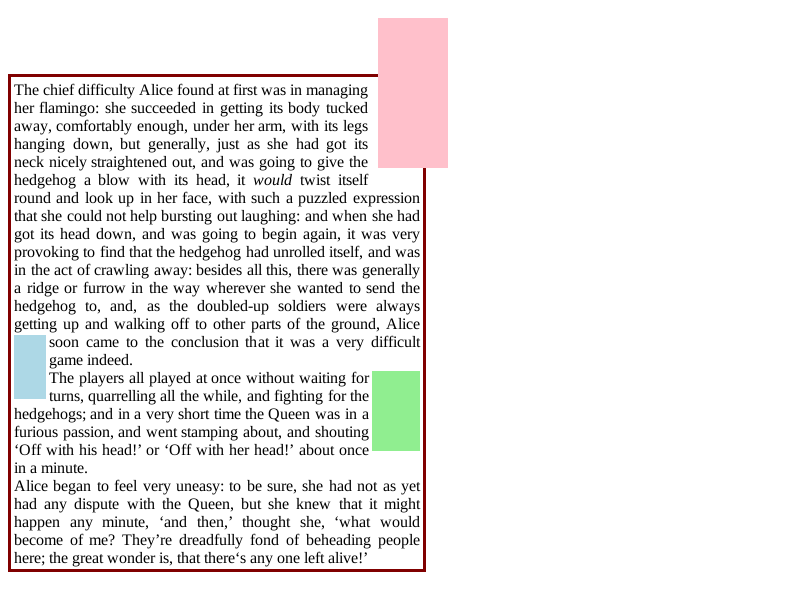 The chief difficulty Alice found at first was in managing
her flamingo: she succeeded in getting its body tucked
away, comfortably enough, under her arm, with its legs
hanging down, but generally, just as she had got its
neck nicely straightened out, and was going to give the
hedgehog a blow with its head, it would twist itself
round and look up in her face, with such a puzzled expression
that she could not help bursting out laughing: and when she had
got its head down, and was going to begin again, it was very
provoking to find that the hedgehog had unrolled itself, and was
in the act of crawling away: besides all this, there was generally
a ridge or furrow in the way wherever she wanted to send the
hedgehog to, and, as the doubled-up soldiers were always
getting up and walking off to other parts of the ground, Alice
soon came to the conclusion that it was a very difficult
game indeed.
The players all played at once without waiting for
turns, quarrelling all the while, and fighting for the
hedgehogs; and in a very short time the Queen was in a
furious passion, and went stamping about, and shouting
‘Off with his head!’ or ‘Off with her head!’ about once
in a minute.
Alice began to feel very uneasy: to be sure, she had not as yet
had any dispute with the Queen, but she knew that it might
happen any minute, ‘and then,’ thought she, ‘what would
become of me? They’re dreadfully fond of beheading people
here; the great wonder is, that there‘s any one left alive!’